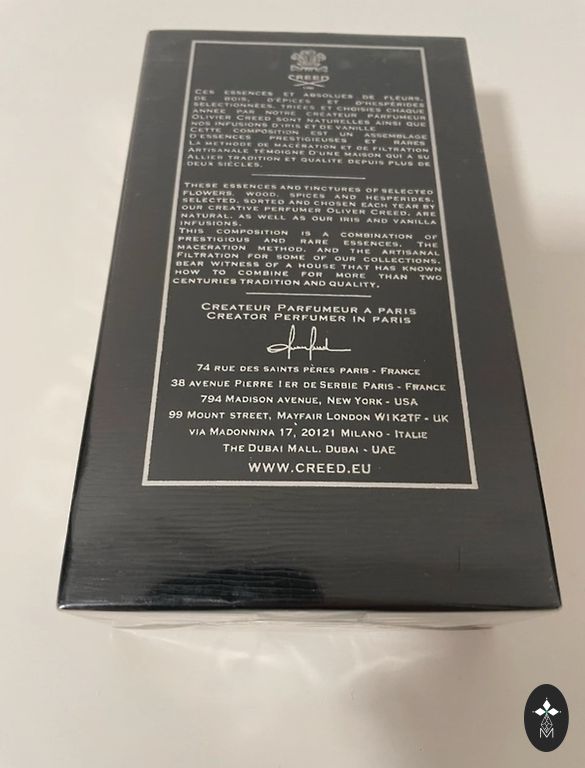 CREED
CES ESSENCES ET ABSOLUES DE FLEURS,
DE BOIS, D'ÉPICES ET D'HESPÉRIDES
SÉLECTIONNÉES, TRIÉES ET CHOISIES CHAQUE
ANNÉE PAR NOTRE CRÉATEUR PARFUMEUR
OLIVIER CREED SONT NATURELLES AINSI QUE
NOS INFUSIONS D'IRIS ET DE VANILLE
CETTE COMPOSITION EST UN ASSEMBLAGE
D'ESSENCES PRESTIGIEUSES ET RARES
LA METHODE DE MACÉRATION ET DE FILTRATION
ARTISANALE TÉMOIGNE D'UNE MAISON QUI A SU
ALLIER TRADITION ET QUALITE DEPUIS PLUS DE
DEUX SIÈCLES.
THESE ESSENCES AND TINCTURES OF SELECTED
FLOWERS, WOOD, SPICES AND HESPERIDES,
SELECTED, SORTED AND CHOSEN EACH YEAR BY
OUR CREATIVE PERFUMER OLIVER CREED, ARE
NATURAL, AS WELL AS OUR IRIS AND VANILLA
INFUSIONS.
THIS COMPOSITION IS A COMBINATION OF
PRESTIGIOUS AND RARE ESSENCES. THE
MACERATION METHOD, AND THE ARTISANAL
FILTRATION FOR SOME OF OUR COLLECTIONS,
BEAR WITNESS OF A HOUSE THAT HAS KNOWN
HOW TO COMBINE FOR MORE THAN TWO
CENTURIES TRADITION AND QUALITY.
CREATEUR PARFUMEUR A PARIS
CREATOR PERFUMER IN PARIS
74 RUE DES SAINTS PÈRES PARIS - FRANCE
38 AVENUE PIERRE 1ER DE SERBIE PARIS - FRANCE
794 MADISON AVENUE, NEW YORK - USA
99 MOUNT STREET, MAYFAIR LONDON W1K2TF - UK
VIA MADONNINA 17, 20121 MILANO - ITALIE
THE DUBAI MALL. DUBAI - UAE
WWW.CREED.EU